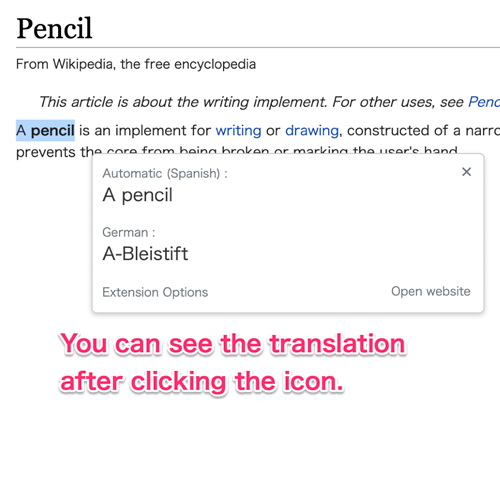 Pencil
From Wikipedia, the free encyclopedia
This article is about the writing implement. For other uses, see Penc
A pencil is an implement for writing or drawing, constructed of a narro
prevents the core from being broken or marking the user's hand.
Automatic (Spanish) :
A pencil
German :
A-Bleistift
Extension Options Open website
You can see the translation
after clicking the icon.